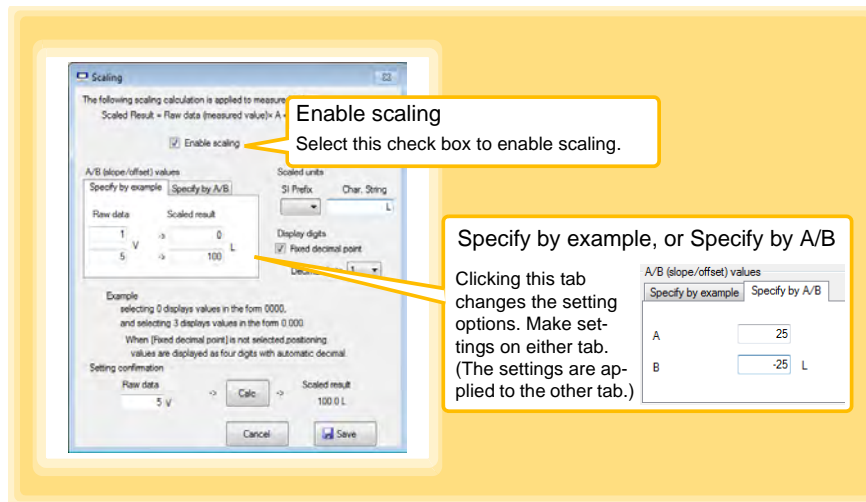 Scaling
The following scaling calculation is applied to measure
Scaled Result = Raw data (measured value)× A +
Enable scaling
Enable scaling
Select this check box to enable scaling.
A/B (slope/offset) values
Specify by example Specify by A/B
Raw data Scaled result
1 -> 0
V L
5 -> 100
Scaled units
SI Prefix Char. String
L
Display digits
Fixed decimal point
1
Example
selecting 0 displays values in the form 0000,
and selecting 3 displays values in the form 0.000.
When [Fixed decimal point] is not selected,positioning
values are displayed as four digits with automatic decimal.
Setting confirmation
Raw data Scaled result
5 V -> Calc -> 100.0 L
Cancel Save
Specify by example, or Specify by A/B
Clicking this tab
changes the setting
options. Make set-
tings on either tab.
(The settings are ap-
plied to the other tab.)
A/B (slope/offset) values
Specify by example Specify by A/B
A 25
B -25 L